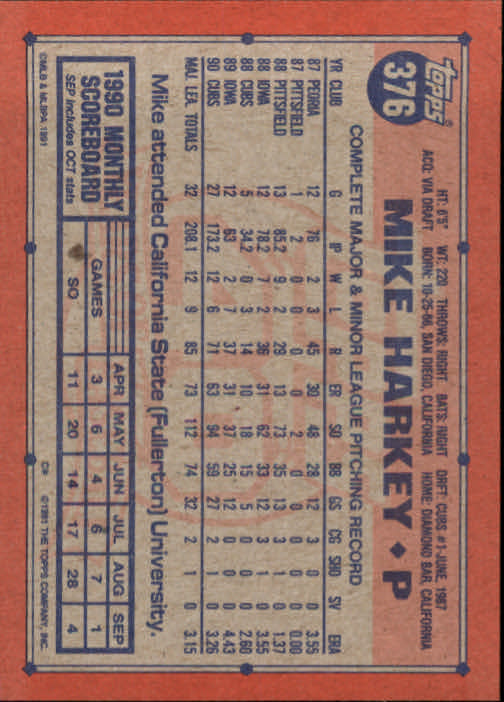 TOPPS®
376
HT: 6'5" WT: 220 THROWS: RIGHT BATS: RIGHT DRFT: CUBS #1-JUNE, 1987
ACQ: VIA DRAFT BORN: 10-25-66, SAN DIEGO, CALIFORNIA HOME: DIAMOND BAR, CALIFORNIA
MIKE HARKEY ◆ P
COMPLETE MAJOR & MINOR LEAGUE PITCHING RECORD
YR CLUB G IP W L R ER SO BB GS CG SHO SV ERA
87 PEORIA 12 76 2 3 45 30 48 28 12 3 0 0 3.55
87 PITTSFIELD 1 2 0 0 0 0 2 0 0 0 0 0 0.00
88 PITTSFIELD 13 85.2 9 2 29 13 73 35 13 3 1 0 1.37
88 IOWA 12 78.2 7 2 36 31 62 33 12 3 1 0 3.55
88 CUBS 5 34.2 0 3 14 10 18 15 5 0 0 0 2.60
89 IOWA 12 63 2 7 37 31 37 25 12 0 0 0 4.43
90 CUBS 27 173.2 12 6 71 63 94 59 27 2 1 0 3.26
MAJ. LEA. TOTALS 32 208.1 12 9 85 73 112 74 32 2 1 0 3.15
Mike attended California State (Fullerton) University.
1990 MONTHLY
SCOREBOARD
SEP includes OCT stats
APR MAY JUN JUL AUG SEP
GAMES 3 6 4 6 7 1
SO 11 20 14 17 28 4
©MLB & MLBPA 1991
C* ©1991 THE TOPPS COMPANY, INC.